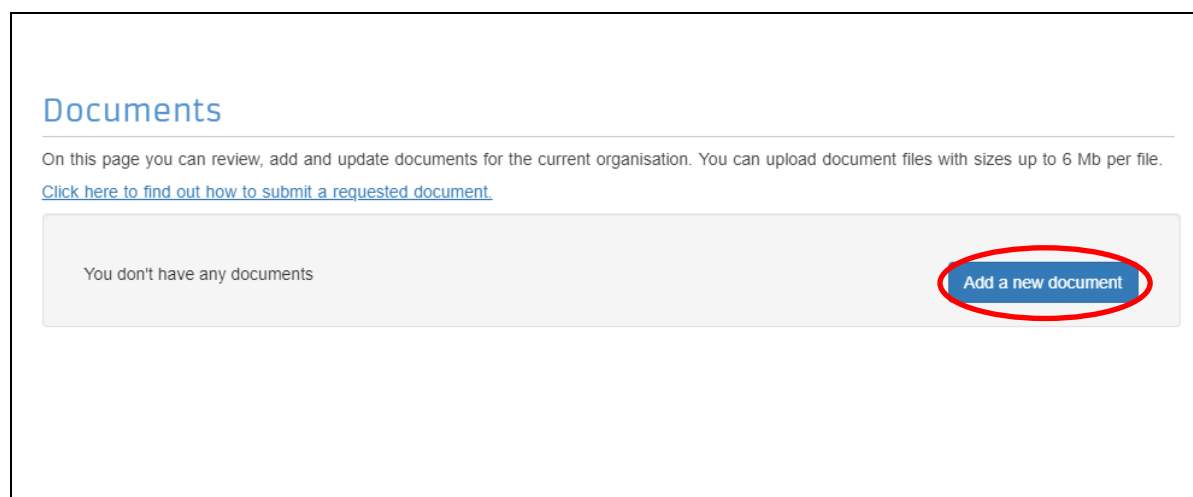 Documents
On this page you can review, add and update documents for the current organisation. You can upload document files with sizes up to 6 Mb per file.
Click here to find out how to submit a requested document.
You don't have any documents
Add a new document